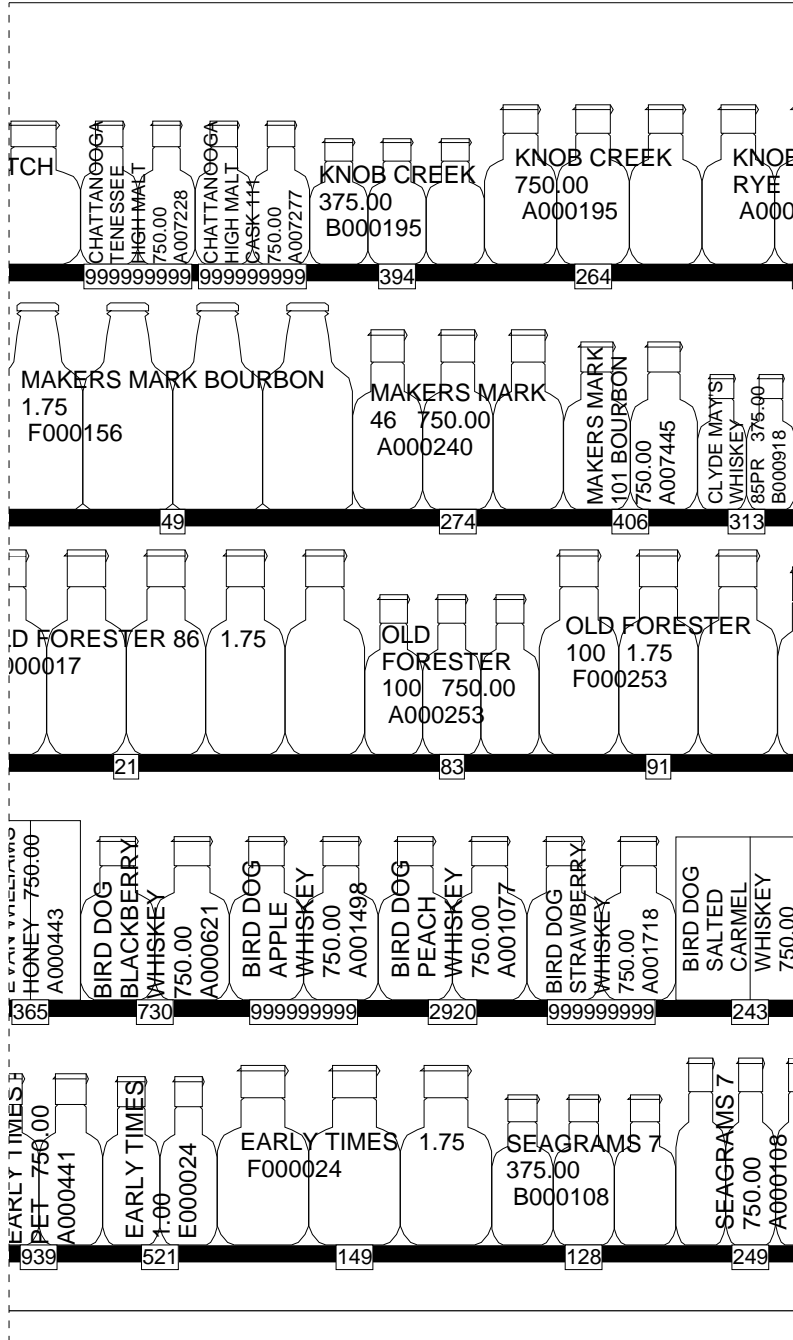 TCH
CHATTANOOGA
TENESSEE
HIGH MALT
750.00
A007228
CHATTANOOGA
HIGH MALT
CASK 111
750.00
A007277
KNOB CREEK
375.00
B000195
KNOB CREEK
750.00
A000195
KNOB
RYE
A000
999999999
999999999
394
264
MAKERS MARK BOURBON
1.75
F000156
MAKERS MARK
46 750.00
A000240
MAKERS MARK
101 BOURBON
750.00
A007445
CLYDE MAY'S
WHISKEY
85PR 375.00
B000918
49
274
406
313
LD FORESTER 86 1.75
000017
OLD
FORESTER
100 750.00
A000253
OLD FORESTER
100 1.75
F000253
21
83
91
EVAN WILLIAMS
HONEY 750.00
A000443
BIRD DOG
BLACKBERRY
WHISKEY
750.00
A000621
BIRD DOG
APPLE
WHISKEY
750.00
A001498
BIRD DOG
PEACH
WHISKEY
750.00
A001077
BIRD DOG
STRAWBERRY
WHISKEY
750.00
A001718
BIRD DOG
SALTED
CARMEL
WHISKEY
750.00
365
730
999999999
2920
999999999
243
EARLY TIMES
PET 750.00
A000441
EARLY TIMES
1.00
E000024
EARLY TIMES 1.75
F000024
SEAGRAMS 7
375.00
B000108
SEAGRAMS 7
750.00
A000108
939
521
149
128
249